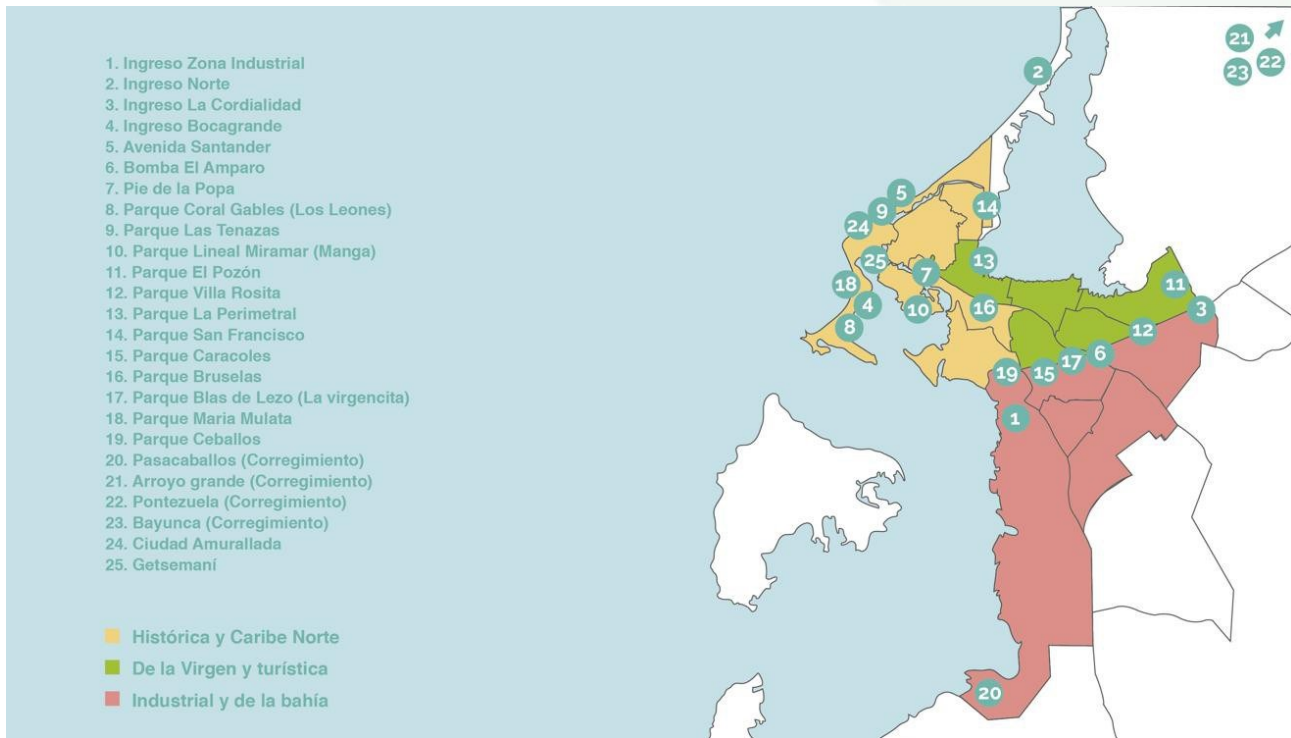 1. Ingreso Zona Industrial
2. Ingreso Norte
3. Ingreso La Cordialidad
4. Ingreso Bocagrande
5. Avenida Santander
6. Bomba El Amparo
7. Pie de la Popa
8. Parque Coral Gables (Los Leones)
9. Parque Las Tenazas
10. Parque Lineal Miramar (Manga)
11. Parque El Pozón
12. Parque Villa Rosita
13. Parque La Perimetral
14. Parque San Francisco
15. Parque Caracoles
16. Parque Bruselas
17. Parque Blas de Lezo (La virgencita)
18. Parque Maria Mulata
19. Parque Ceballos
20. Pasacaballos (Corregimiento)
21. Arroyo grande (Corregimiento)
22. Pontezuela (Corregimiento)
23. Bayunca (Corregimiento)
24. Ciudad Amurallada
25. Getsemaní
Histórica y Caribe Norte
De la Virgen y turística
Industrial y de la bahía
21
22
23
2
5
9
14
24
25
13
7
18
4
10
16
11
3
8
12
6
17
19
15
1
20